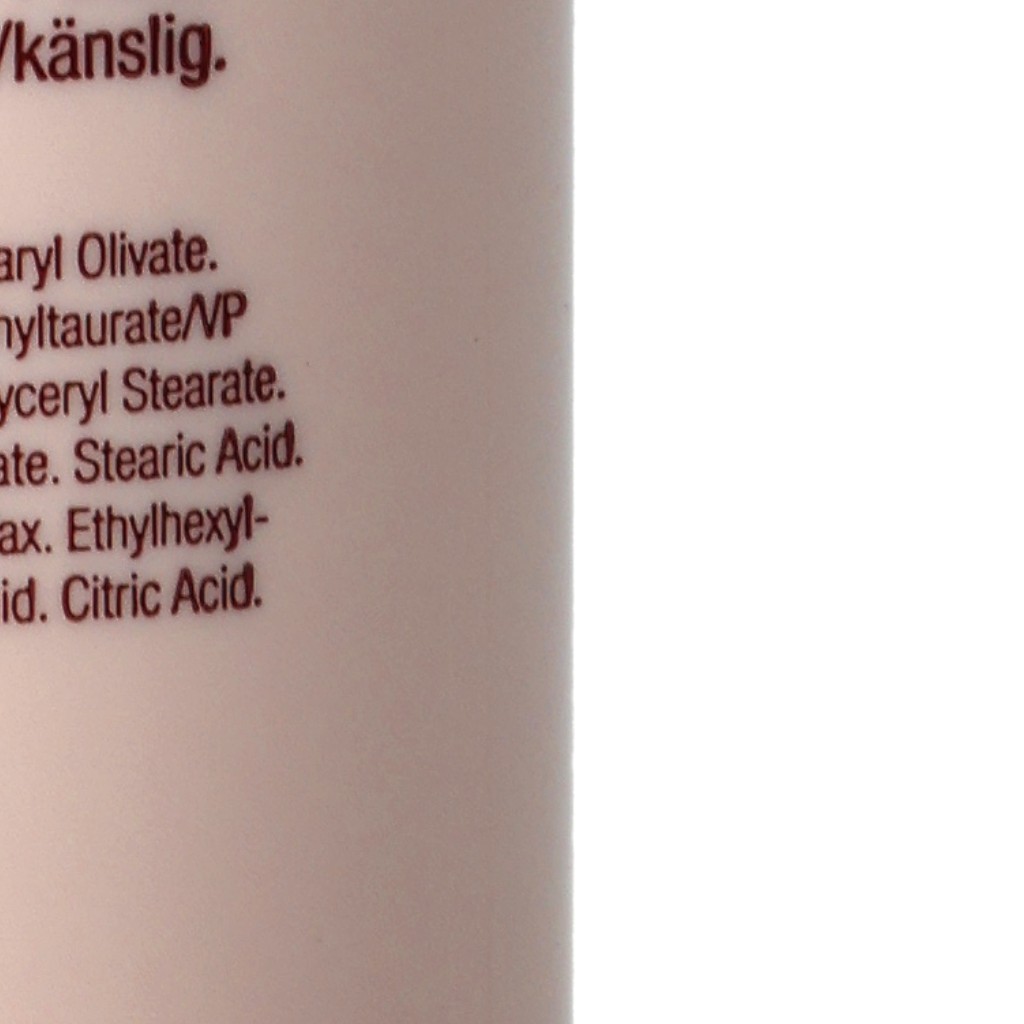 /känslig.
aryl Olivate.
hyltaurate/VP
yceryl Stearate.
ate. Stearic Acid.
ax. Ethylhexyl-
id. Citric Acid.